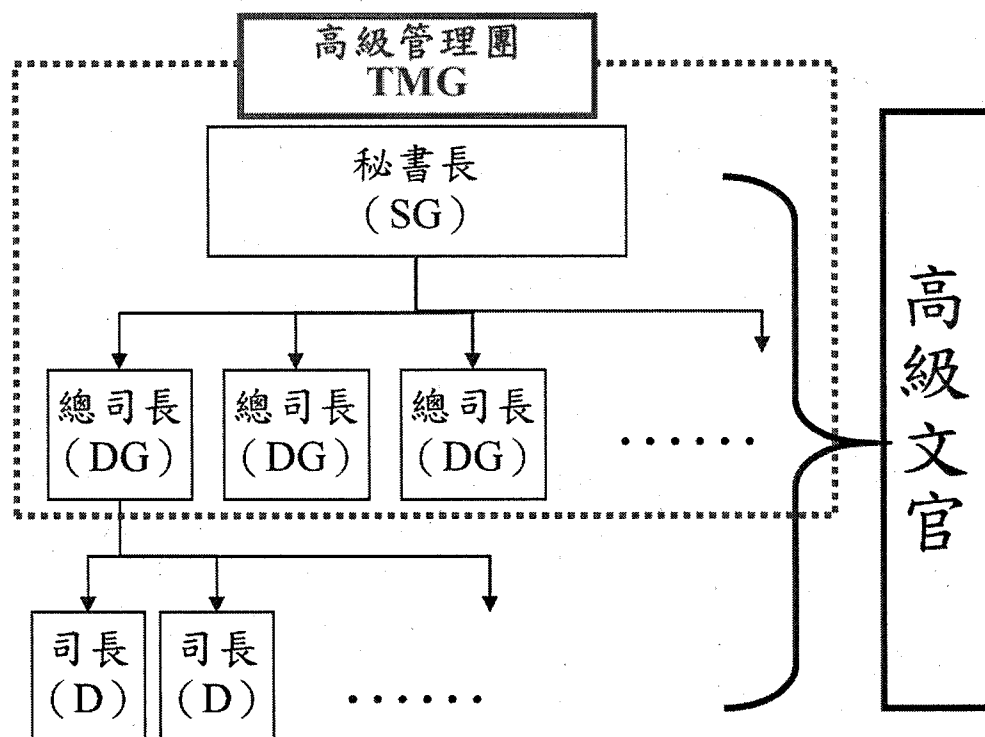 高級管理團
TMG
秘書長
（SG）
總司長
（DG）
總司長
（DG）
總司長
（DG）
‧‧‧‧‧‧
高級文官
司長
（D）
司長
（D）
‧‧‧‧‧‧